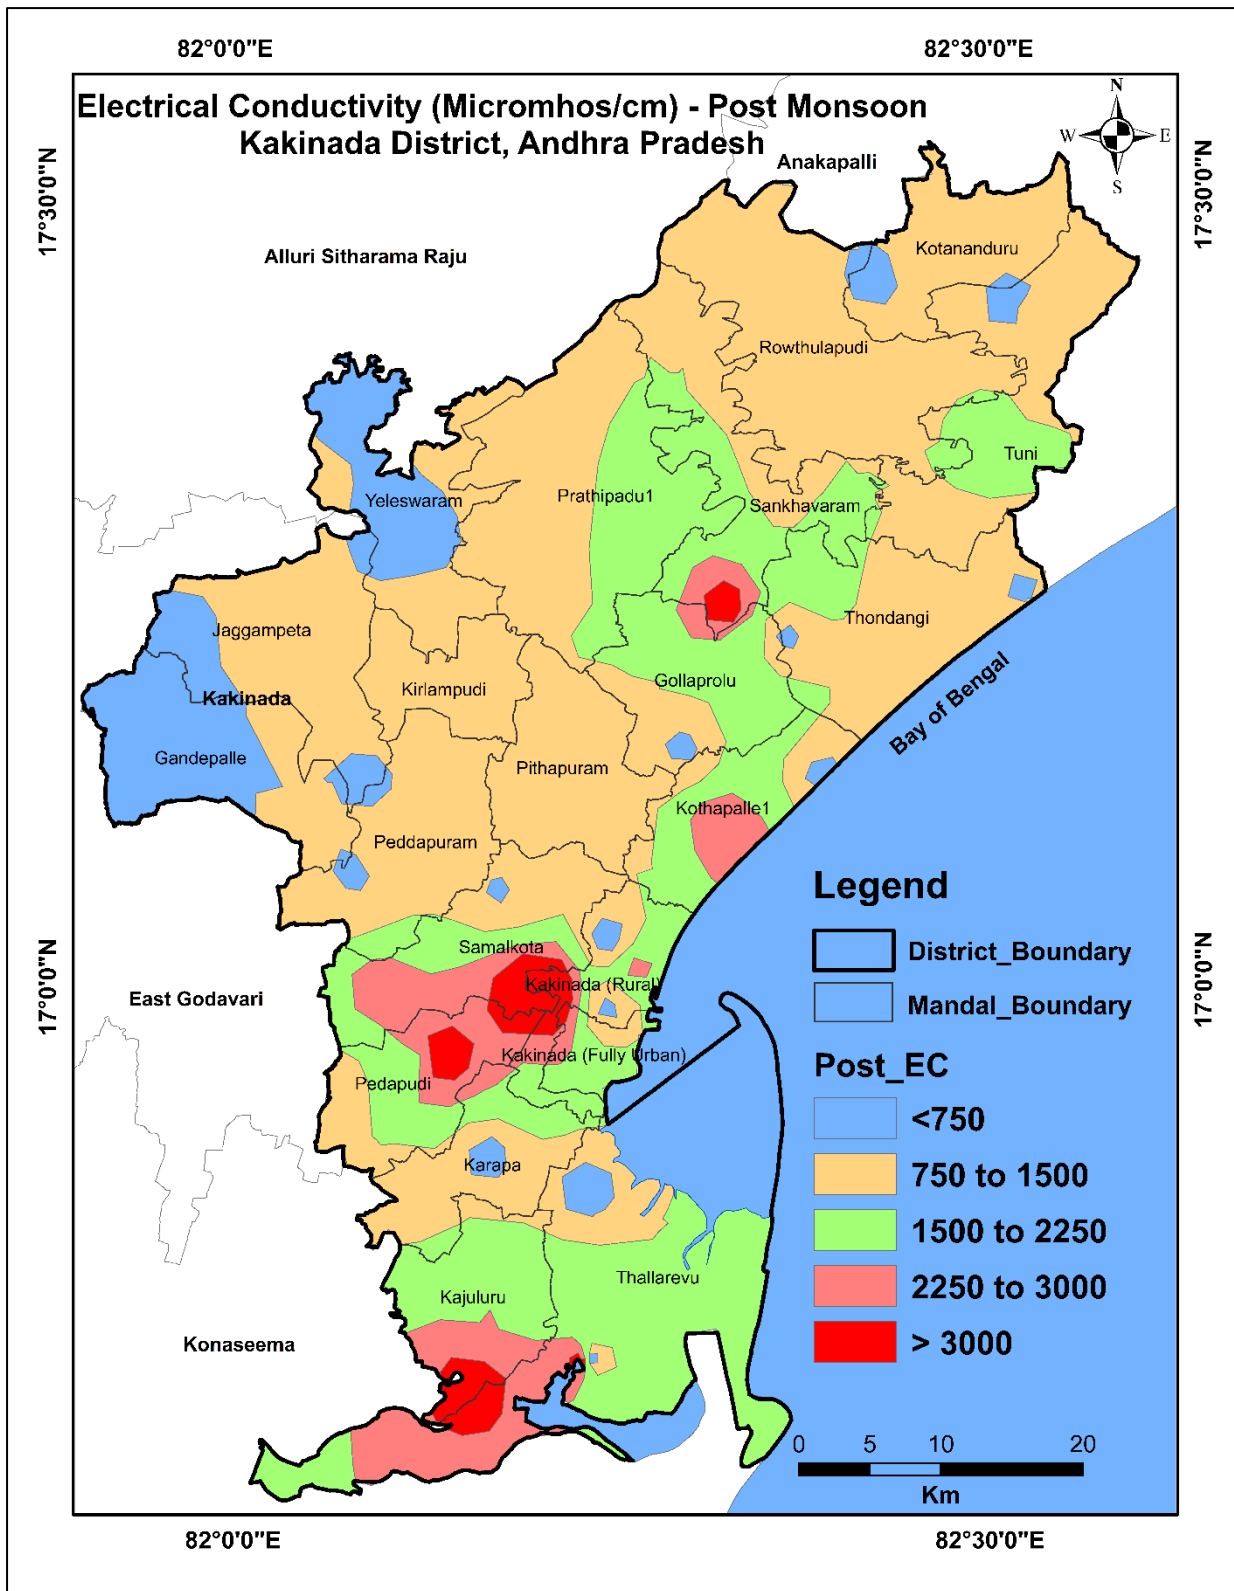 82°0'0"E
82°30'0"E
Electrical Conductivity (Micromhos/cm) - Post Monsoon
Kakinada District, Andhra Pradesh
N
W
E
S
17°30'0"N
17°30'0"N
Anakapalli
Alluri Sitharama Raju
Kotananduru
Rowthulapudi
Tuni
Yeleswaram
Prathipadu1
Sankhavaram
Jaggampeta
Thondangi
Kakinada
Kirlampudi
Gollaprolu
Bay of Bengal
Gandepalle
Pithapuram
Kothapalle1
Peddapuram
Samalkota
Kakinada (Rural)
17°0'0"N
17°0'0"N
East Godavari
Kakinada (Fully Urban)
Pedapudi
Karapa
Thallarevu
Kajuluru
Konaseema
Legend
District_Boundary
Mandal_Boundary
Post_EC
<750
750 to 1500
1500 to 2250
2250 to 3000
> 3000
0 5 10 20
Km
82°0'0"E
82°30'0"E